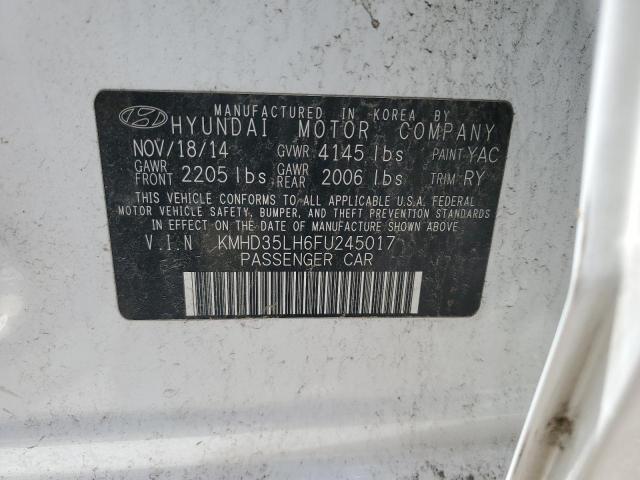 MANUFACTURED IN KOREA BY
HYUNDAI MOTOR COMPANY
NOV/18/14 GVWR 4145 lbs PAINT YAC
GAWR FRONT 2205 lbs GAWR REAR 2006 lbs TRIM RY
THIS VEHICLE CONFORMS TO ALL APPLICABLE U.S.A. FEDERAL
MOTOR VEHICLE SAFETY, BUMPER, AND THEFT PREVENTION
STANDARDS IN EFFECT ON THE DATE OF MANUFACTURE SHOWN ABOVE.
V.I.N KMHD35LH6FU245017
PASSENGER CAR